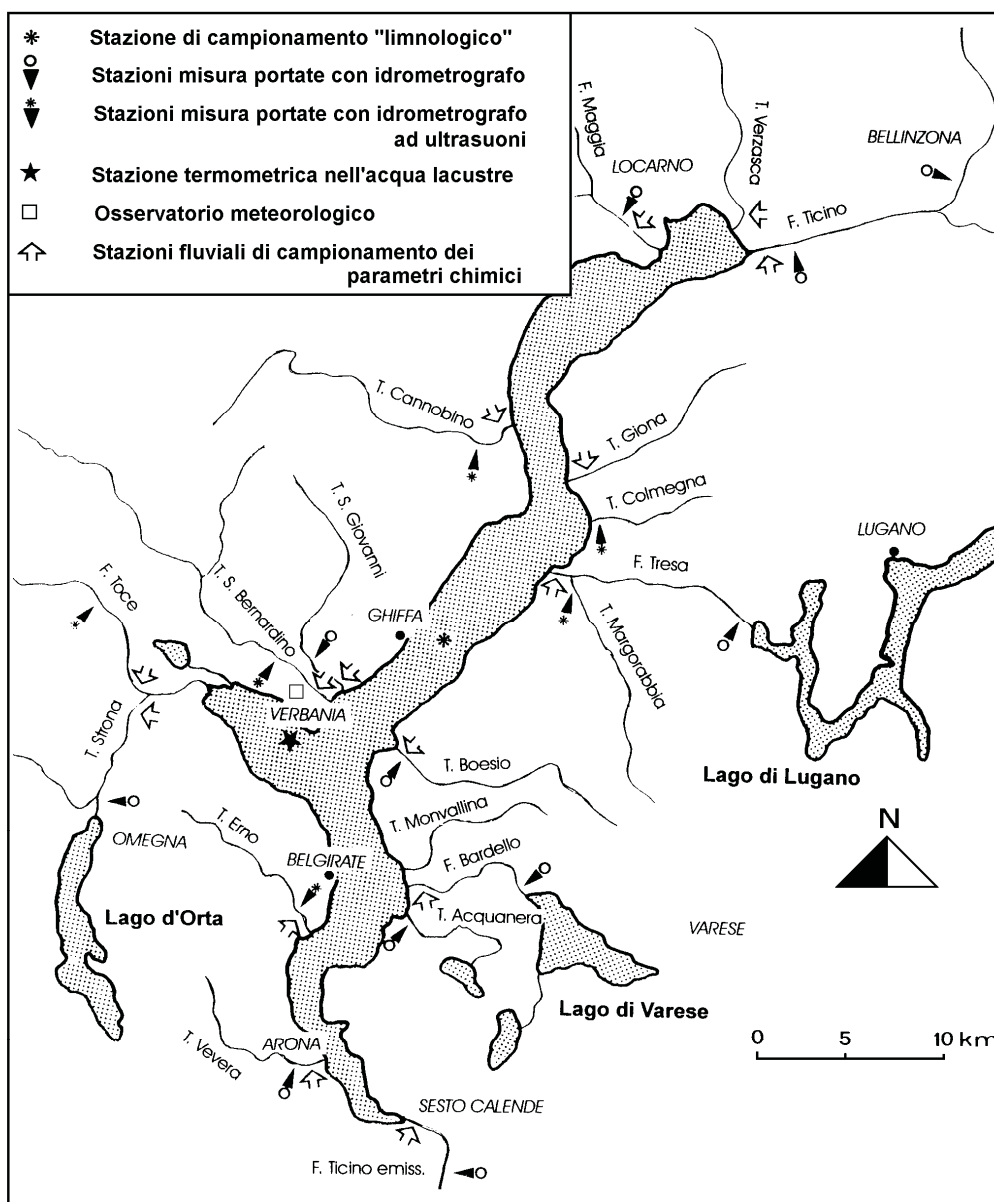 Stazione di campionamento "limnologico"
Stazioni misura portate con idrometrografo
Stazioni misura portate con idrometrografo
ad ultrasuoni
Stazione termometrica nell'acqua lacustre
Osservatorio meteorologico
Stazioni fluviali di campionamento dei
parametri chimici
F. Maggia
T. Verzasca
BELLINZONA
LOCARNO
F. Ticino
T. Cannobino
T. Giona
T. Colmegna
T. S. Giovanni
LUGANO
F. Toce
T. S. Bernardino
F. Tresa
GHIFFA
T. Margorabbia
VERBANIA
T. Strona
T. Boesio
Lago di Lugano
T. Monvallina
T. Erno
N
OMEGNA
BELGIRATE
F. Bardello
Lago d'Orta
T. Acquanera
VARESE
Lago di Varese
ARONA
T. Vevera
0 5 10 km
SESTO CALENDE
F. Ticino emiss.